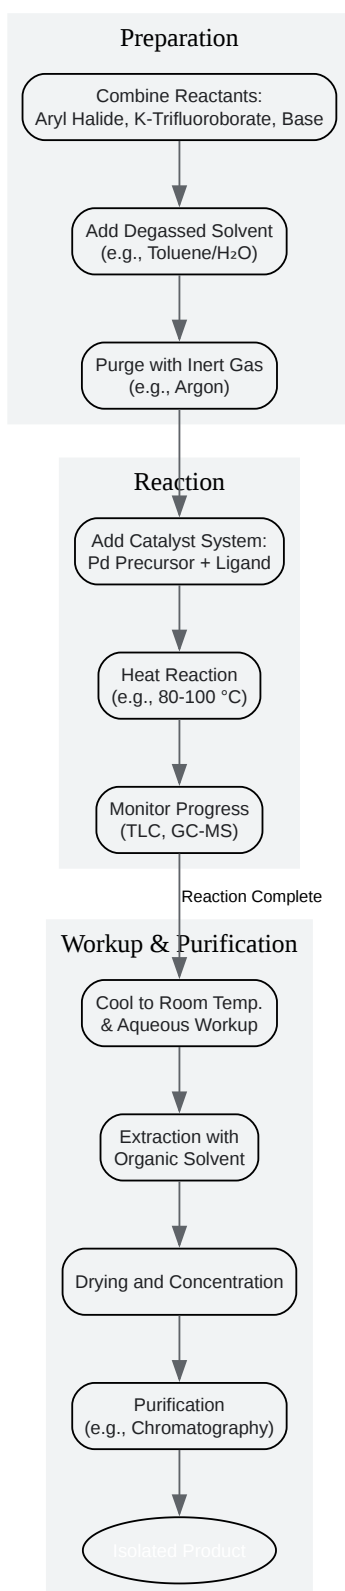 Preparation
Combine Reactants:
Aryl Halide, K-Trifluoroborate, Base
Add Degassed Solvent
(e.g., Toluene/H₂O)
Purge with Inert Gas
(e.g., Argon)
Reaction
Add Catalyst System:
Pd Precursor + Ligand
Heat Reaction
(e.g., 80-100 °C)
Monitor Progress
(TLC, GC-MS)
Reaction Complete
Workup & Purification
Cool to Room Temp.
& Aqueous Workup
Extraction with
Organic Solvent
Drying and Concentration
Purification
(e.g., Chromatography)
Isolated Product